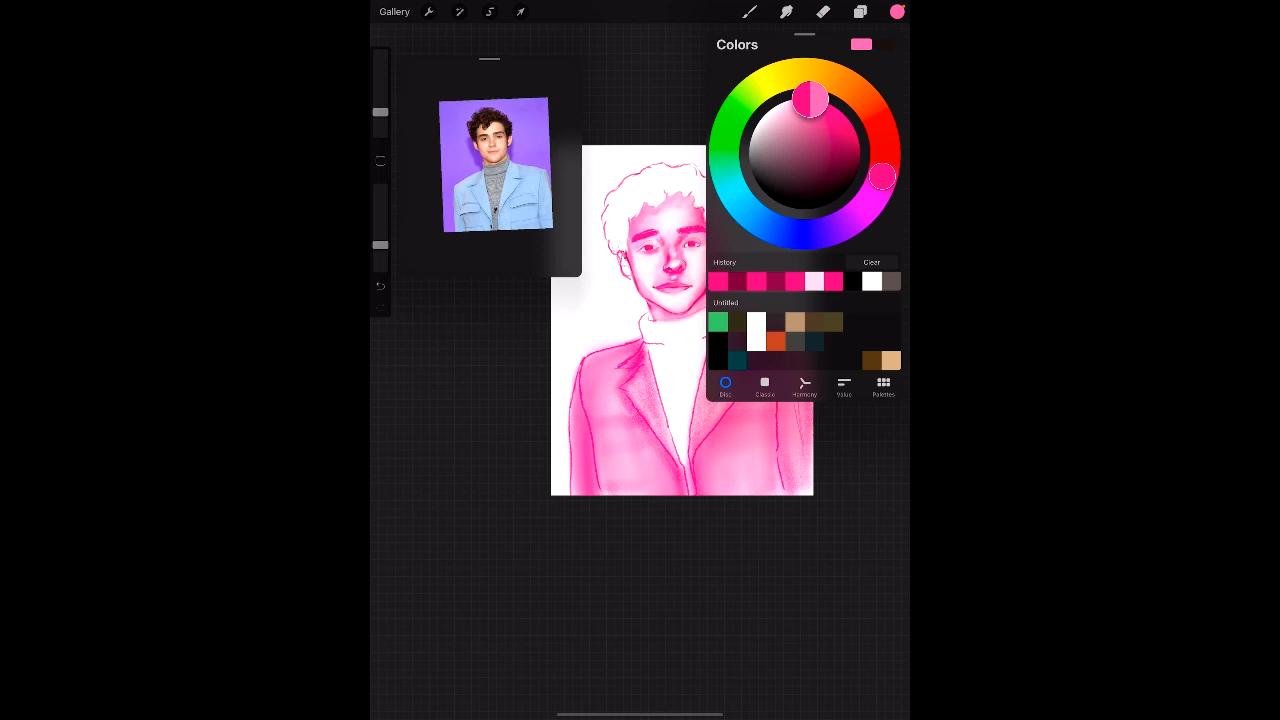 Gallery
Colors
History Clear
Untitled
Disc Classic Harmony Value Palettes